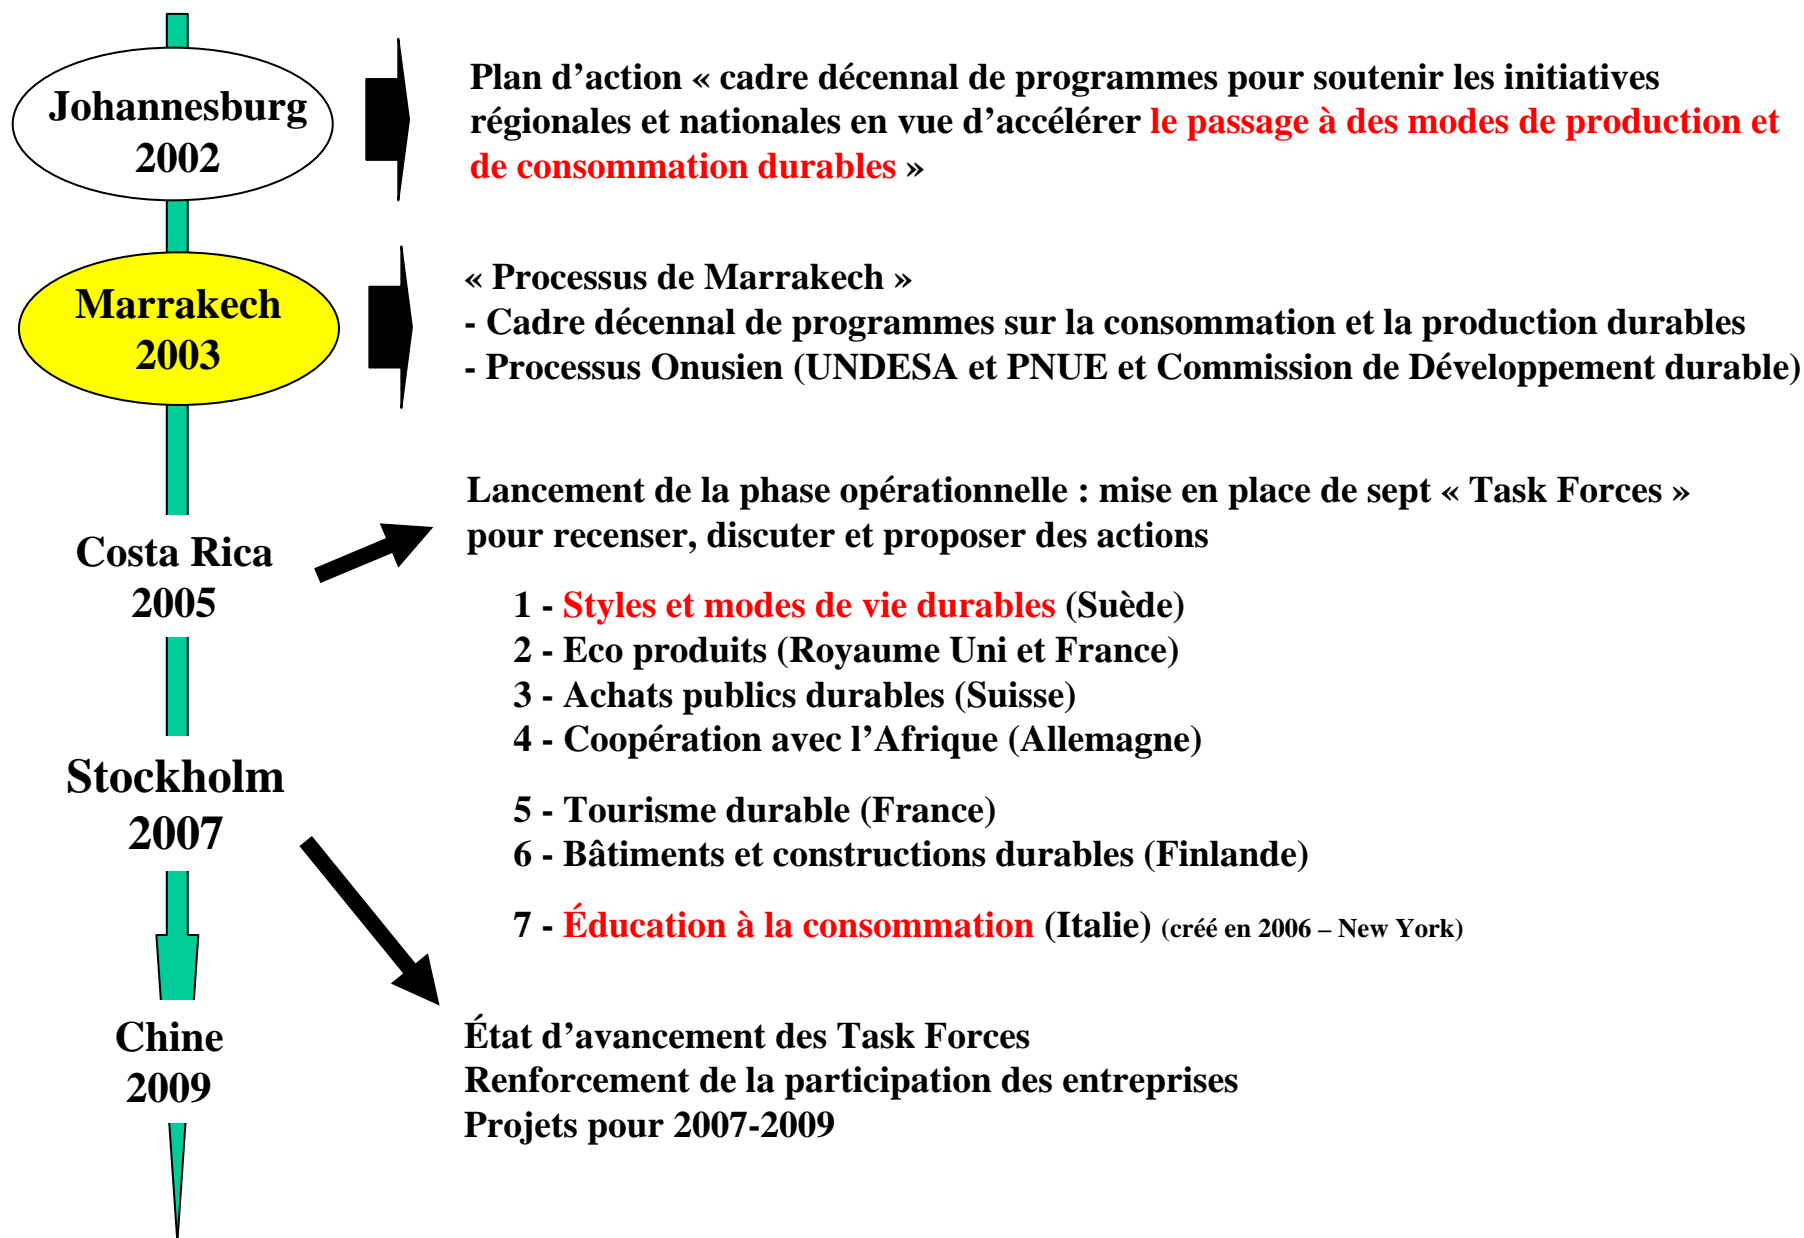 Johannesburg
2002
Plan d’action « cadre décennal de programmes pour soutenir les initiatives
régionales et nationales en vue d’accélérer le passage à des modes de production et
de consommation durables »
Marrakech
2003
« Processus de Marrakech »
- Cadre décennal de programmes sur la consommation et la production durables
- Processus Onusien (UNDESA et PNUE et Commission de Développement durable)
Costa Rica
2005
Lancement de la phase opérationnelle : mise en place de sept « Task Forces »
pour recenser, discuter et proposer des actions
1 - Styles et modes de vie durables (Suède)
2 - Eco produits (Royaume Uni et France)
3 - Achats publics durables (Suisse)
4 - Coopération avec l’Afrique (Allemagne)
5 - Tourisme durable (France)
6 - Bâtiments et constructions durables (Finlande)
7 - Éducation à la consommation (Italie) (créé en 2006 – New York)
Stockholm
2007
État d’avancement des Task Forces
Renforcement de la participation des entreprises
Projets pour 2007-2009
Chine
2009